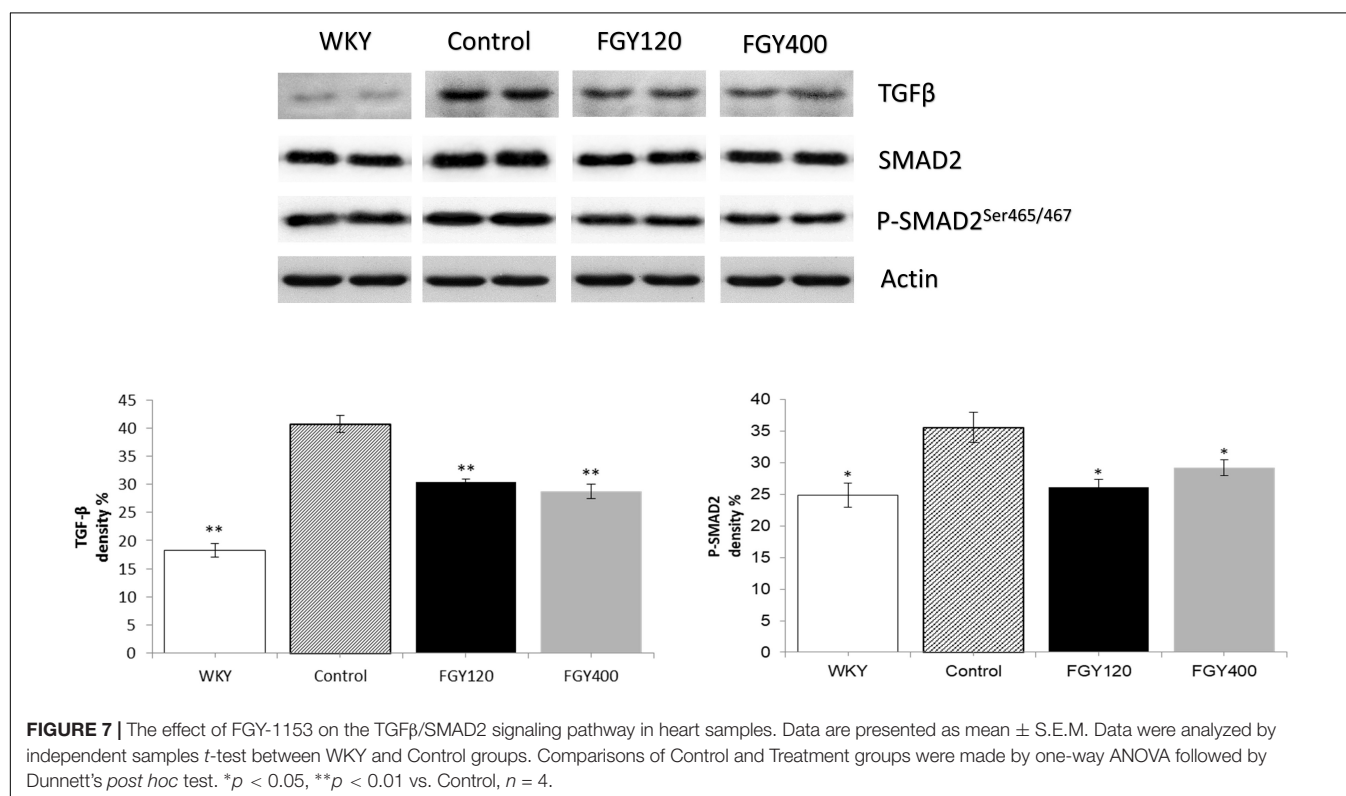 WKY Control FGY120 FGY400
TGFβ
SMAD2
P-SMAD2Ser465/467
Actin
TGF-β
density %
45
40
35
30
25
20
15
10
5
0
**
**
**
WKY Control FGY120 FGY400
P-SMAD2
density %
40
35
30
25
20
15
10
5
0
*
*
*
WKY Control FGY120 FGY400
FIGURE 7 | The effect of FGY-1153 on the TGFβ/SMAD2 signaling pathway in heart samples. Data are presented as mean ± S.E.M. Data were analyzed by
independent samples t-test between WKY and Control groups. Comparisons of Control and Treatment groups were made by one-way ANOVA followed by
Dunnett's post hoc test. *p < 0.05, **p < 0.01 vs. Control, n = 4.